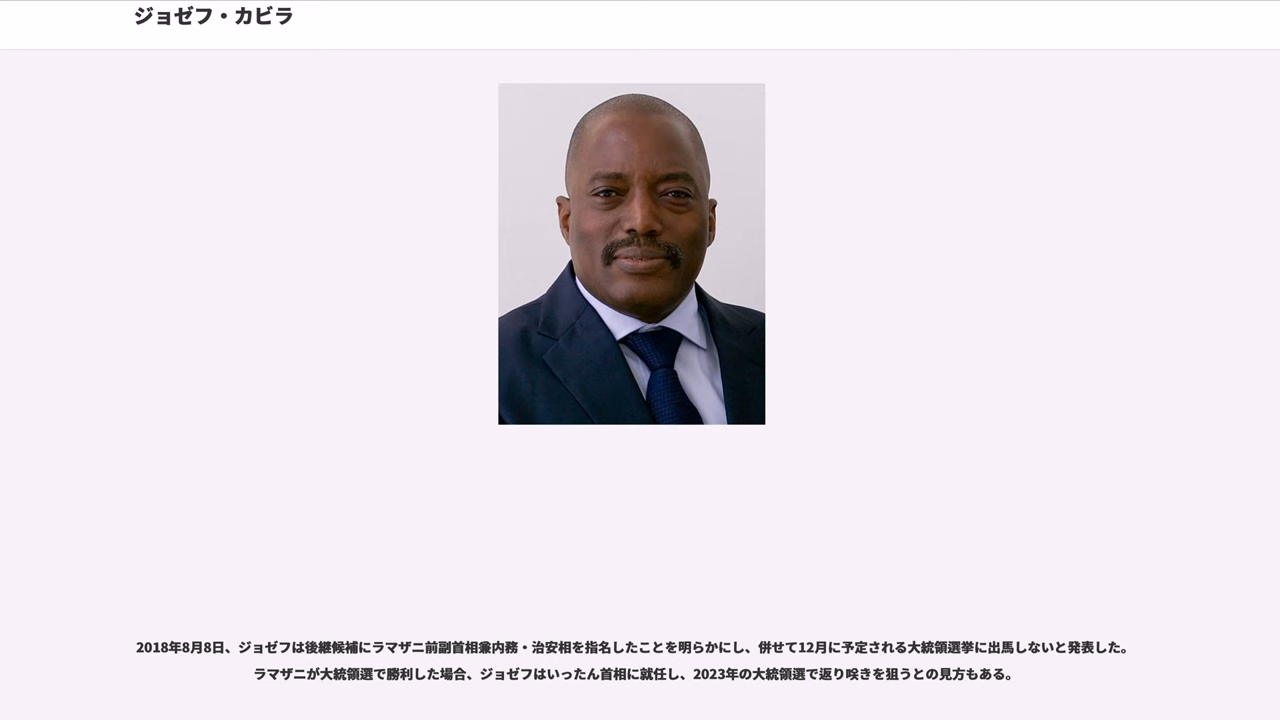 ジョゼフ・カビラ
2018年8月8日、ジョゼフは後継候補にラマザニ前副首相兼内務・治安相を指名したことを明らかにし、併せて12月に予定される大統領選挙に出馬しないと発表した。
ラマザニが大統領選で勝利した場合、ジョゼフはいったん首相に就任し、2023年の大統領選で返り咲きを狙うとの見方もある。